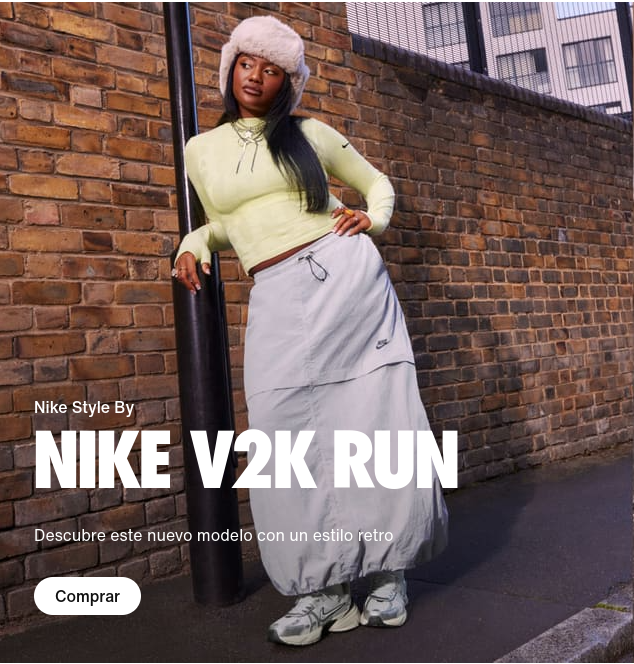 Nike Style By
NIKE V2K RUN
Descubre este nuevo modelo con un estilo retro
Comprar